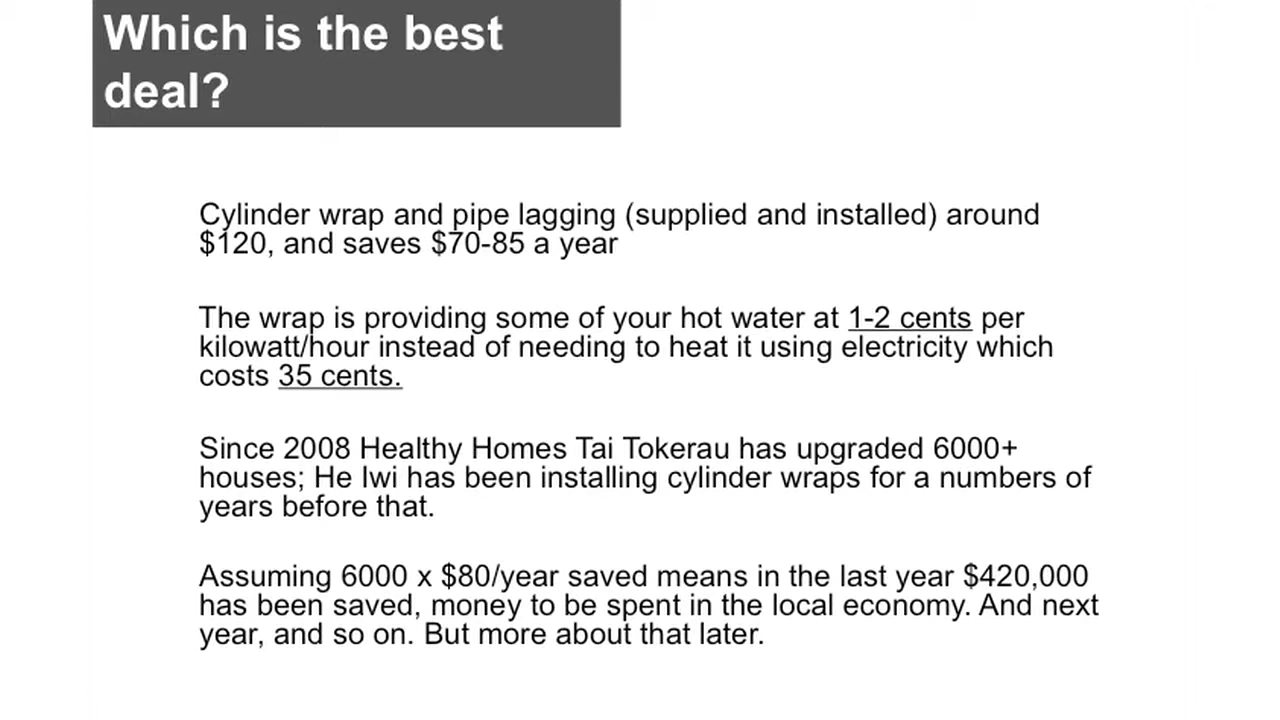 Which is the best
deal?
Cylinder wrap and pipe lagging (supplied and installed) around
$120, and saves $70-85 a year
The wrap is providing some of your hot water at 1-2 cents per
kilowatt/hour instead of needing to heat it using electricity which
costs 35 cents.
Since 2008 Healthy Homes Tai Tokerau has upgraded 6000+
houses; He Iwi has been installing cylinder wraps for a numbers of
years before that.
Assuming 6000 x $80/year saved means in the last year $420,000
has been saved, money to be spent in the local economy. And next
year, and so on. But more about that later.